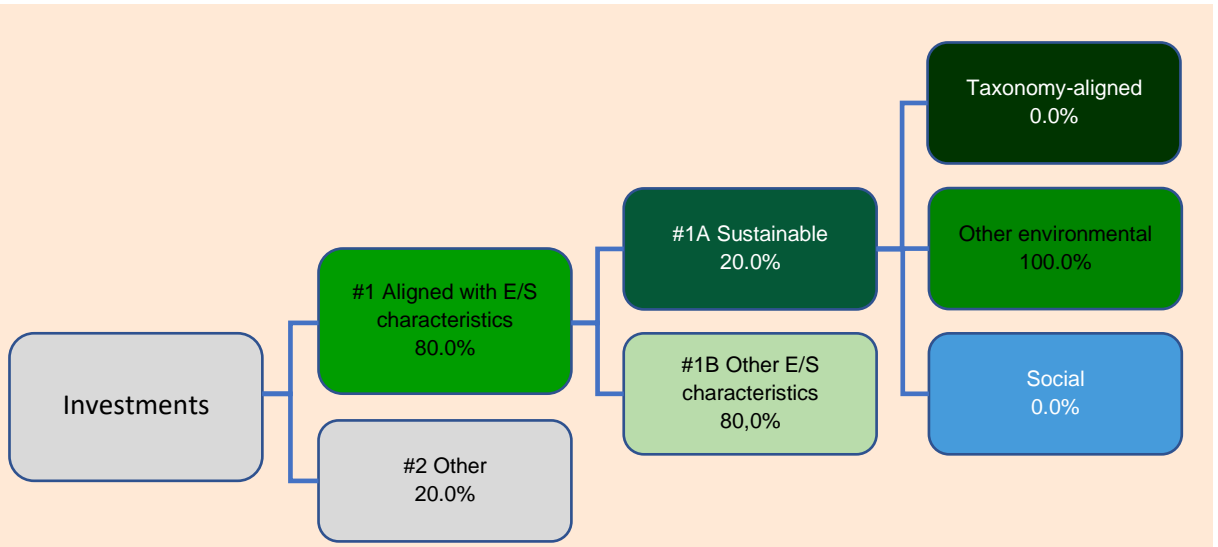 Investments
#1 Aligned with E/S
characteristics
80.0%
#2 Other
20.0%
#1A Sustainable
20.0%
#1B Other E/S
characteristics
80,0%
Taxonomy-aligned
0.0%
Other environmental
100.0%
Social
0.0%